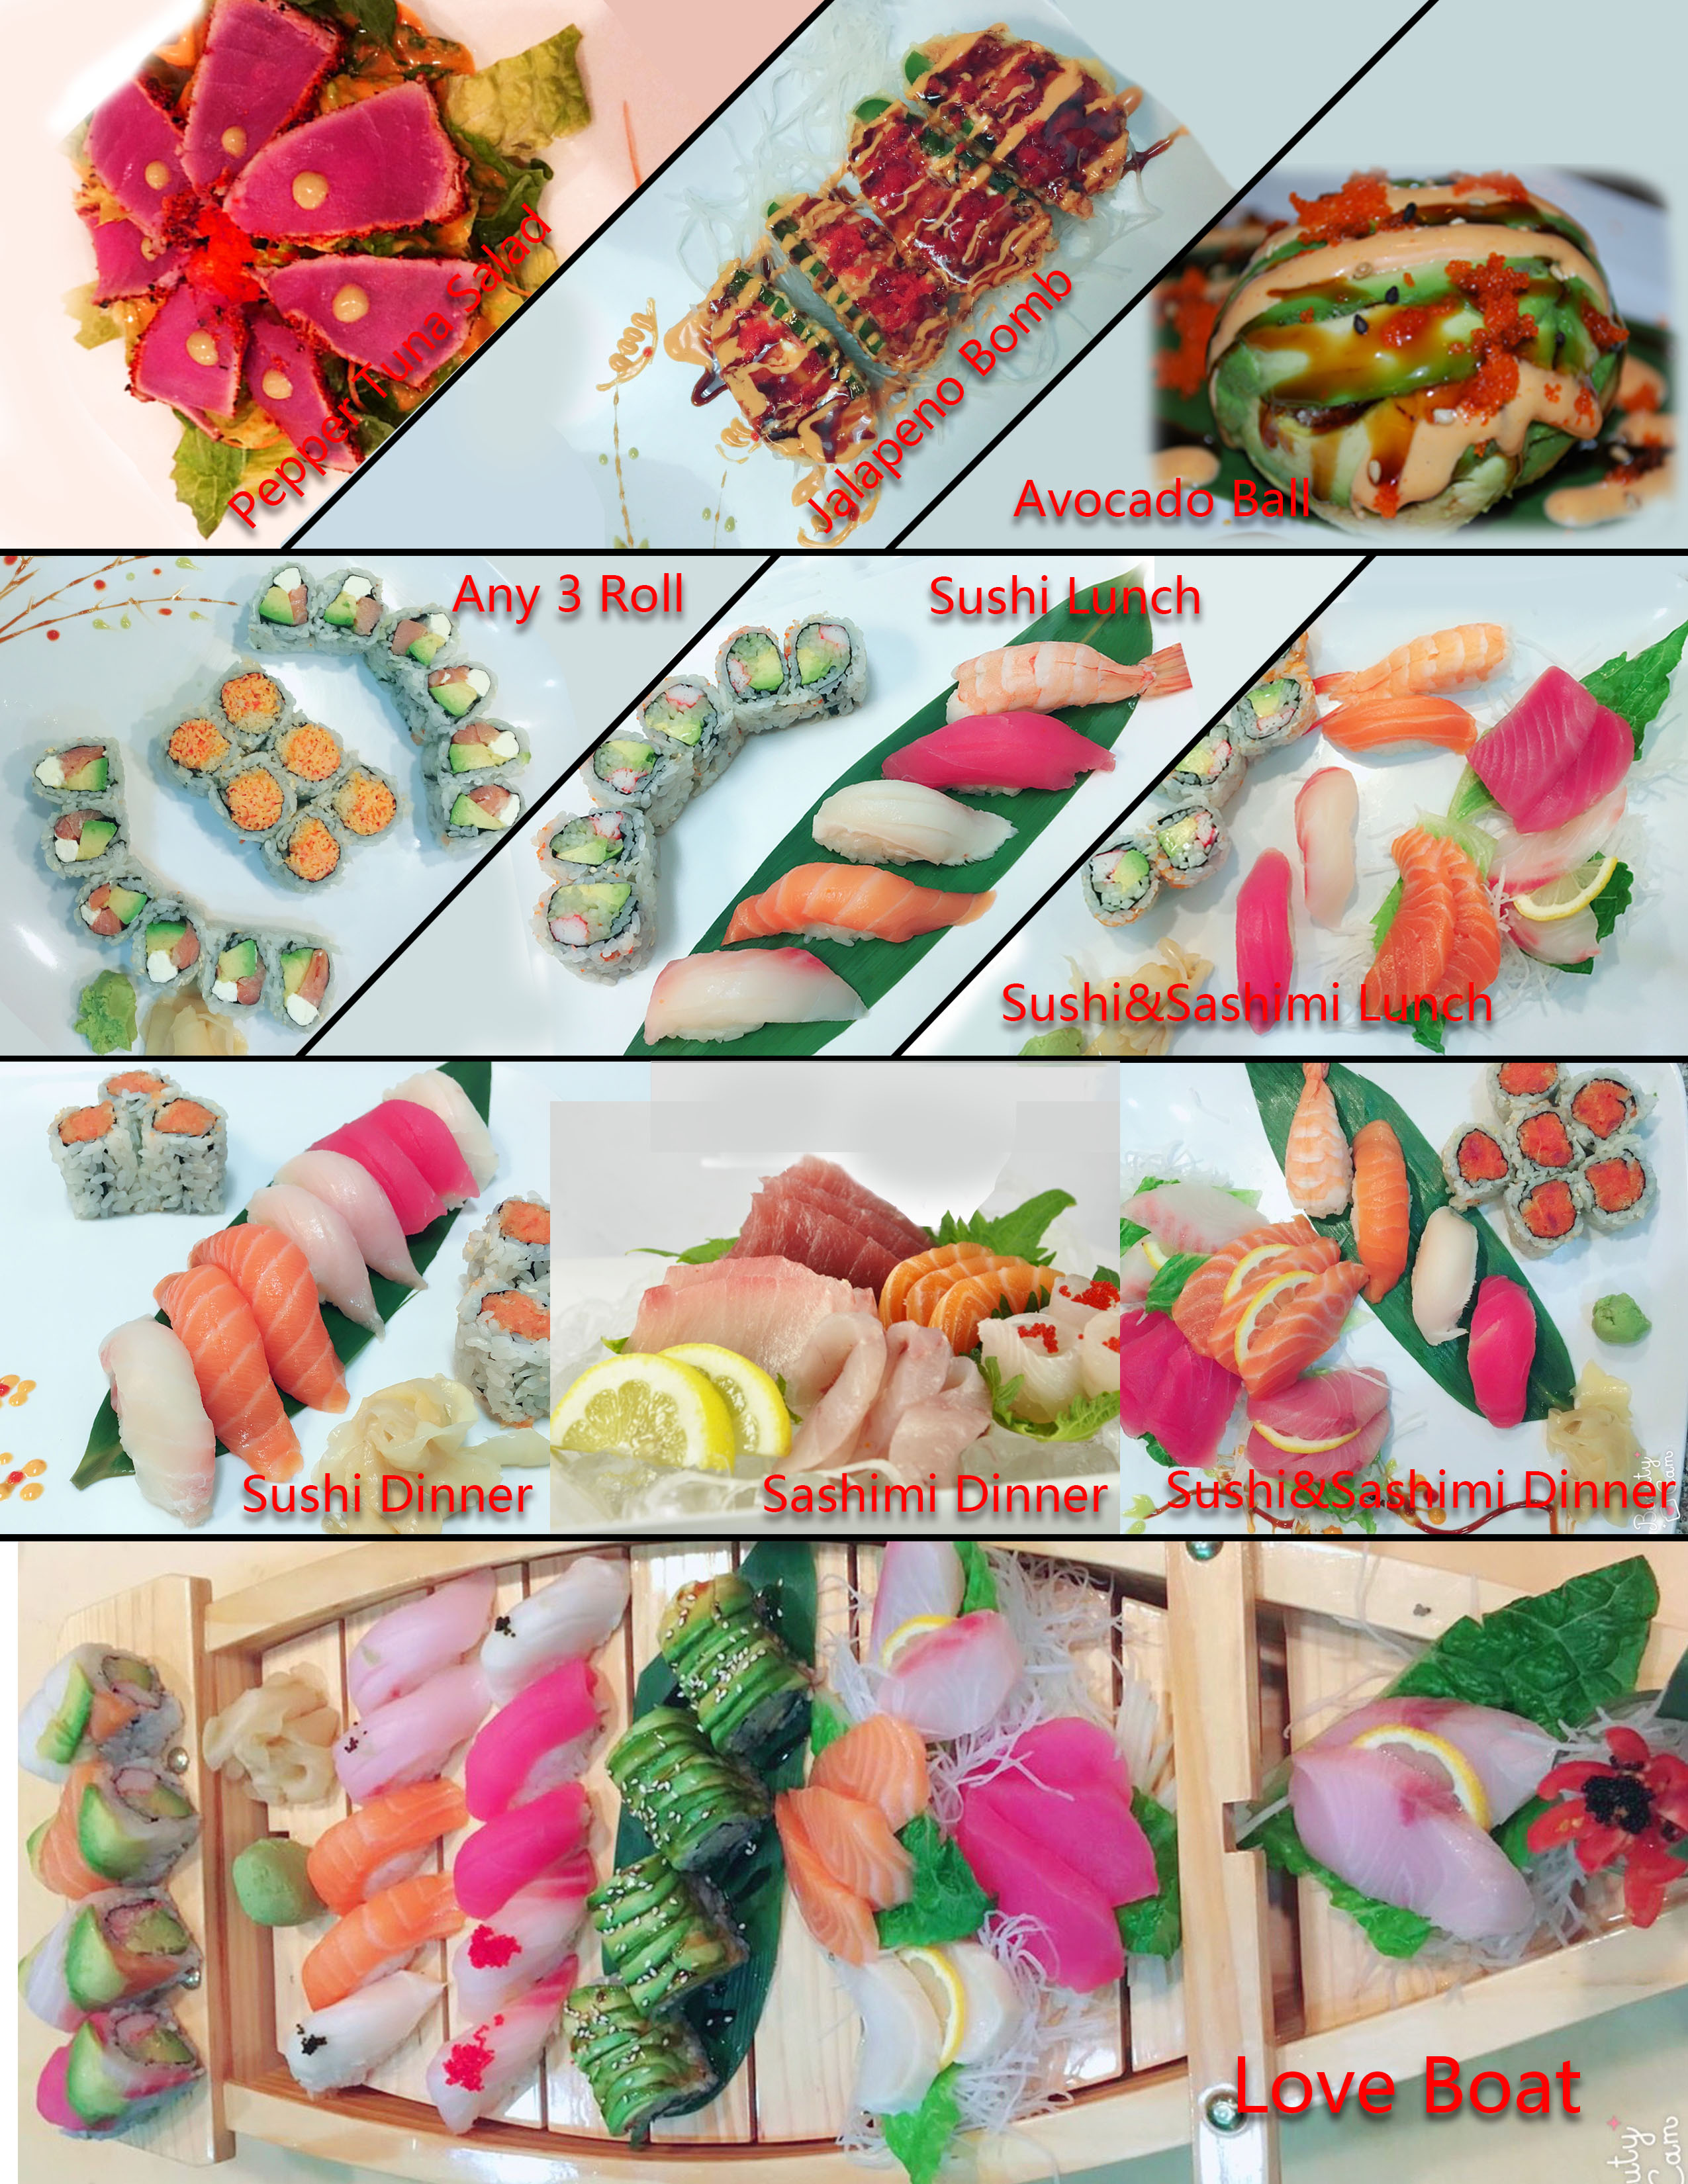 Pepper Tuna Salad
Jalapeno Bomb
Avocado Ball
Any 3 Roll
Sushi Lunch
Sushi&Sashimi Lunch
Sushi Dinner
Sashimi Dinner
Sushi&Sashimi Dinner
Love Boat